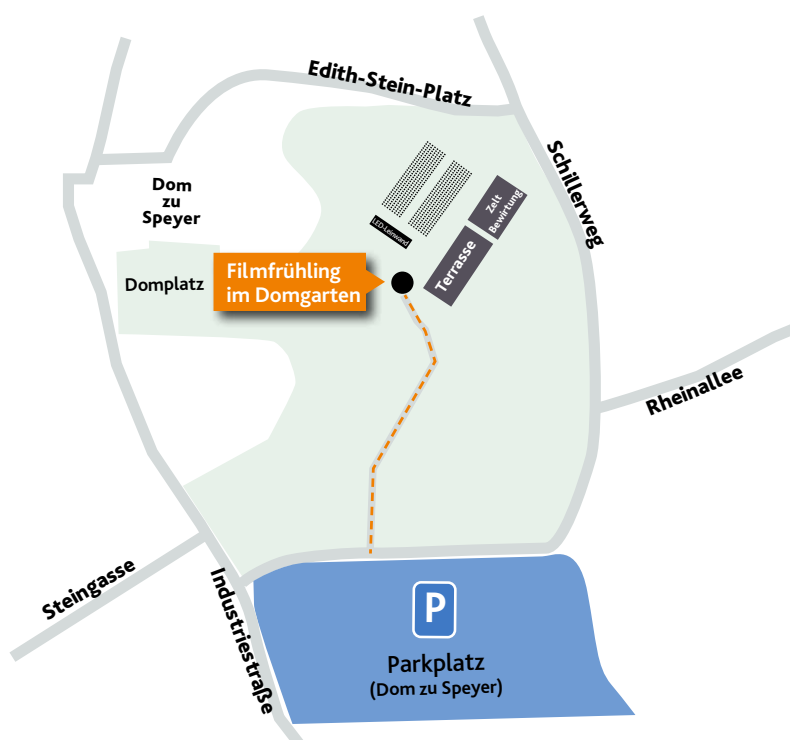 Edith-Stein-Platz
Schillerweg
Dom
zu
Speyer
Zelt
Bewirtung
LED-Leinwand
Terrasse
Domplatz
Filmfrühling
im Domgarten
Rheinallee
Steingasse
Industriestraße
P
Parkplatz
(Dom zu Speyer)